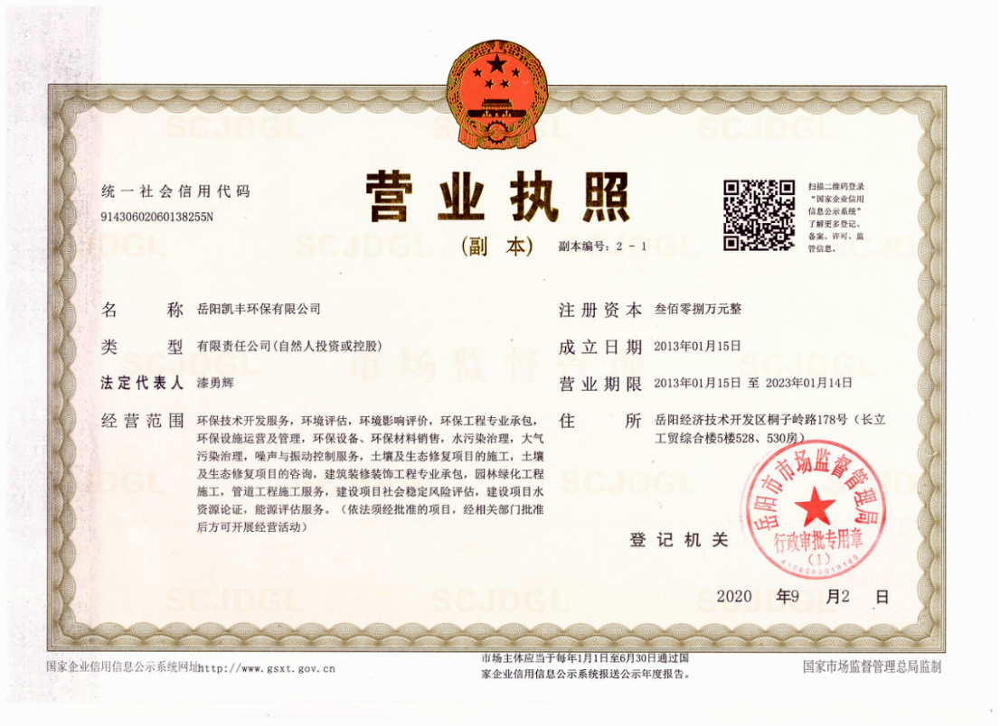 营业执照
(副 本) 副本编号：2 - 1
统一社会信用代码
91430602060138255N
扫描二维码登录
“国家企业信用
信息公示系统”
了解更多登记、
备案、许可、监
管信息。
名 称 岳阳凯丰环保有限公司
类 型 有限责任公司(自然人投资或控股)
法定代表人 漆勇辉
经营范围 环保技术开发服务，环境评估，环境影响评价，环保工程专业承包，
环保设施运营及管理，环保设备、环保材料销售，水污染治理，大气
污染治理，噪声与振动控制服务，土壤及生态修复项目的施工，土壤
及生态修复项目的咨询，建筑装修装饰工程专业承包，园林绿化工程
施工，管道工程施工服务，建设项目社会稳定风险评估，建设项目水
资源论证，能源评估服务。（依法须经批准的项目，经相关部门批准
后方可开展经营活动）
注册资本 叁佰零捌万元整
成立日期 2013年01月15日
营业期限 2013年01月15日 至 2023年01月14日
住 所 岳阳经济技术开发区桐子岭路178号（长立
工贸综合楼5楼528、530房）
登记机关
岳阳市市场监督管理局
行政审批专用章
(1)
2020 年9 月2 日
国家企业信用信息公示系统网址http://www.gsxt.gov.cn
市场主体应当于每年1月1日至6月30日通过国
家企业信用信息公示系统报送公示年度报告。
国家市场监督管理总局监制
SCJDGL